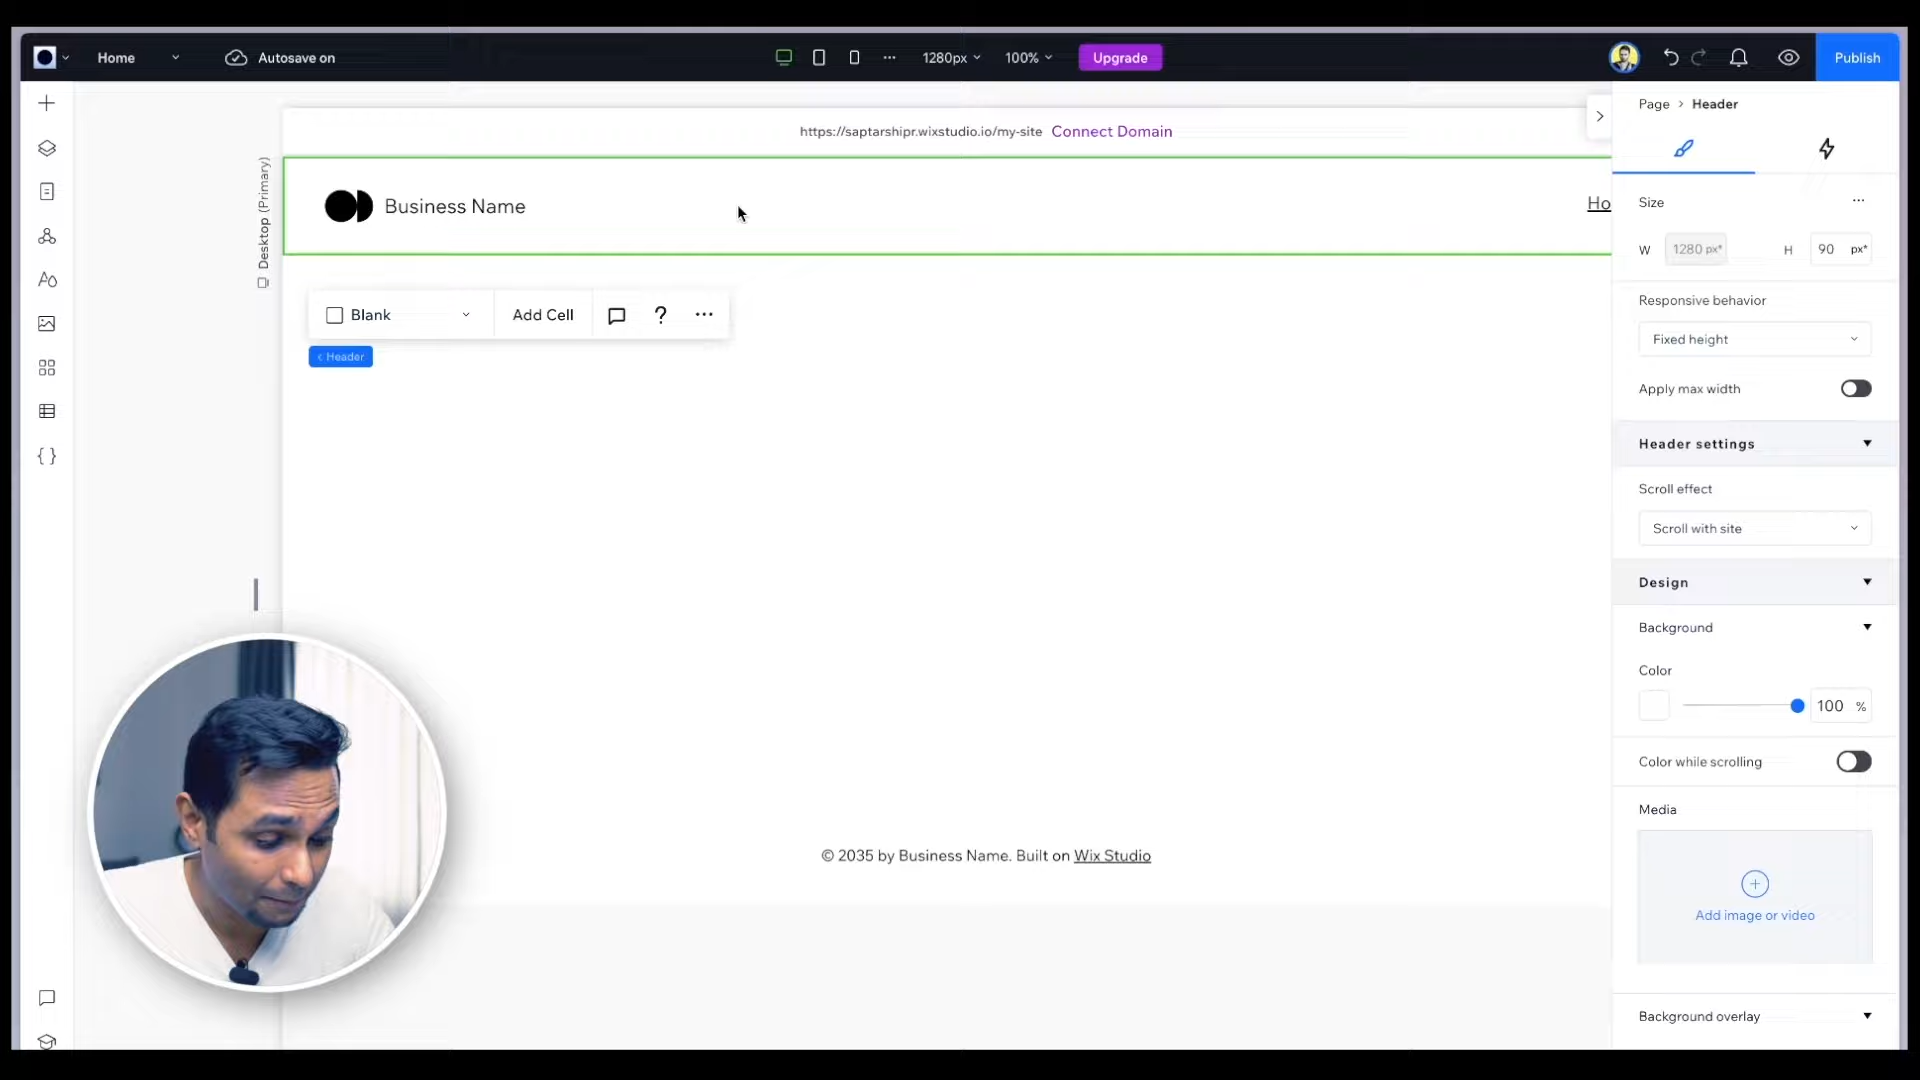 Home
Autosave on
1280px
100%
Upgrade
Publish
Page > Header
https://saptarshipr.wixstudio.io/my-site Connect Domain
Desktop (Primary)
Business Name
Ho
Size
W 1280 px* H 90 px*
Responsive behavior
Fixed height
Apply max width
Blank
Add Cell
?
< Header
Header settings
Scroll effect
Scroll with site
Design
Background
Color
100 %
Color while scrolling
Media
Add image or video
Background overlay
© 2035 by Business Name. Built on Wix Studio